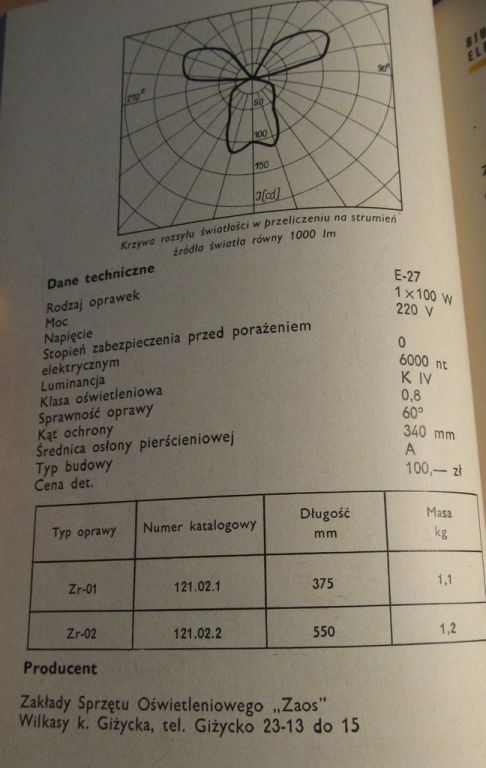 270°
90°
50
100
150
J[cd]
Krzywa rozsyłu światłości w przeliczeniu na strumień
źródła światła równy 1000 lm
Dane techniczne
Rodzaj oprawek E-27
Moc 1×100 W
Napięcie 220 V
Stopień zabezpieczenia przed porażeniem
elektrycznym 0
Luminancja 6000 nt
Klasa oświetleniowa K IV
Sprawność oprawy 0,8
Kąt ochrony 60°
Średnica osłony pierścieniowej 340 mm
Typ budowy A
Cena det. 100,— zł
Typ oprawy Numer katalogowy Długość mm Masa kg
Zr-01 121.02.1 375 1,1
Zr-02 121.02.2 550 1,2
Producent
Zakłady Sprzętu Oświetleniowego „Zaos"
Wilkasy k. Giżycka, tel. Giżycko 23-13 do 15